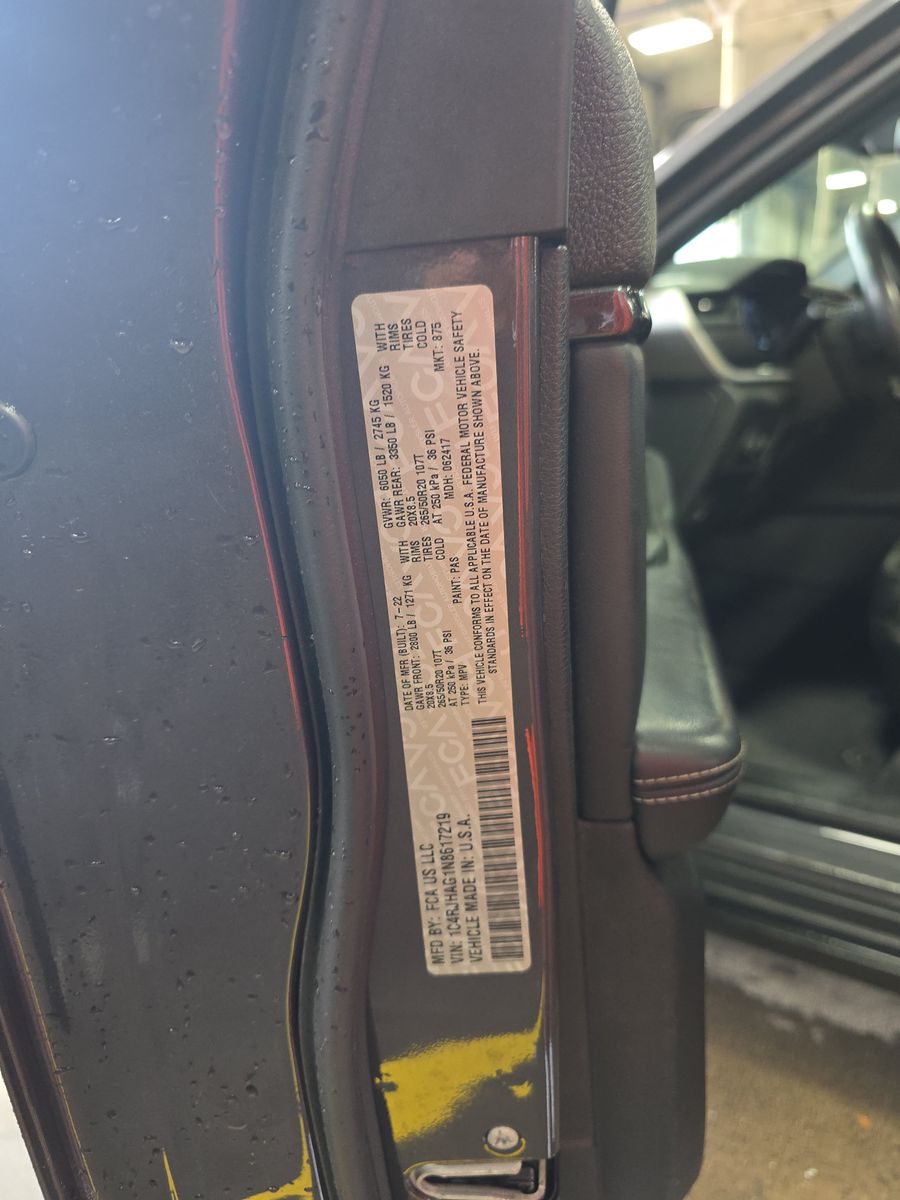 MFD BY: FCA US LLC
VIN: 1C4RJHAG1N8617219
VEHICLE MADE IN: U.S.A.
DATE OF MFR (BUILT): 7-22 GVWR: 6050 LB / 2745 KG WITH
GAWR FRONT: 2800 LB / 1271 KG WITH GAWR REAR: 3350 LB / 1520 KG RIMS
20X8.5 RIMS 20X8.5 TIRES
265/50R20 107T TIRES 265/50R20 107T COLD
AT 250 kPa / 36 PSI COLD AT 250 kPa / 36 PSI
TYPE: MPV PAINT: PAS MDH: 062417 MKT: 875
THIS VEHICLE CONFORMS TO ALL APPLICABLE U.S.A. FEDERAL MOTOR VEHICLE SAFETY
STANDARDS IN EFFECT ON THE DATE OF MANUFACTURE SHOWN ABOVE.